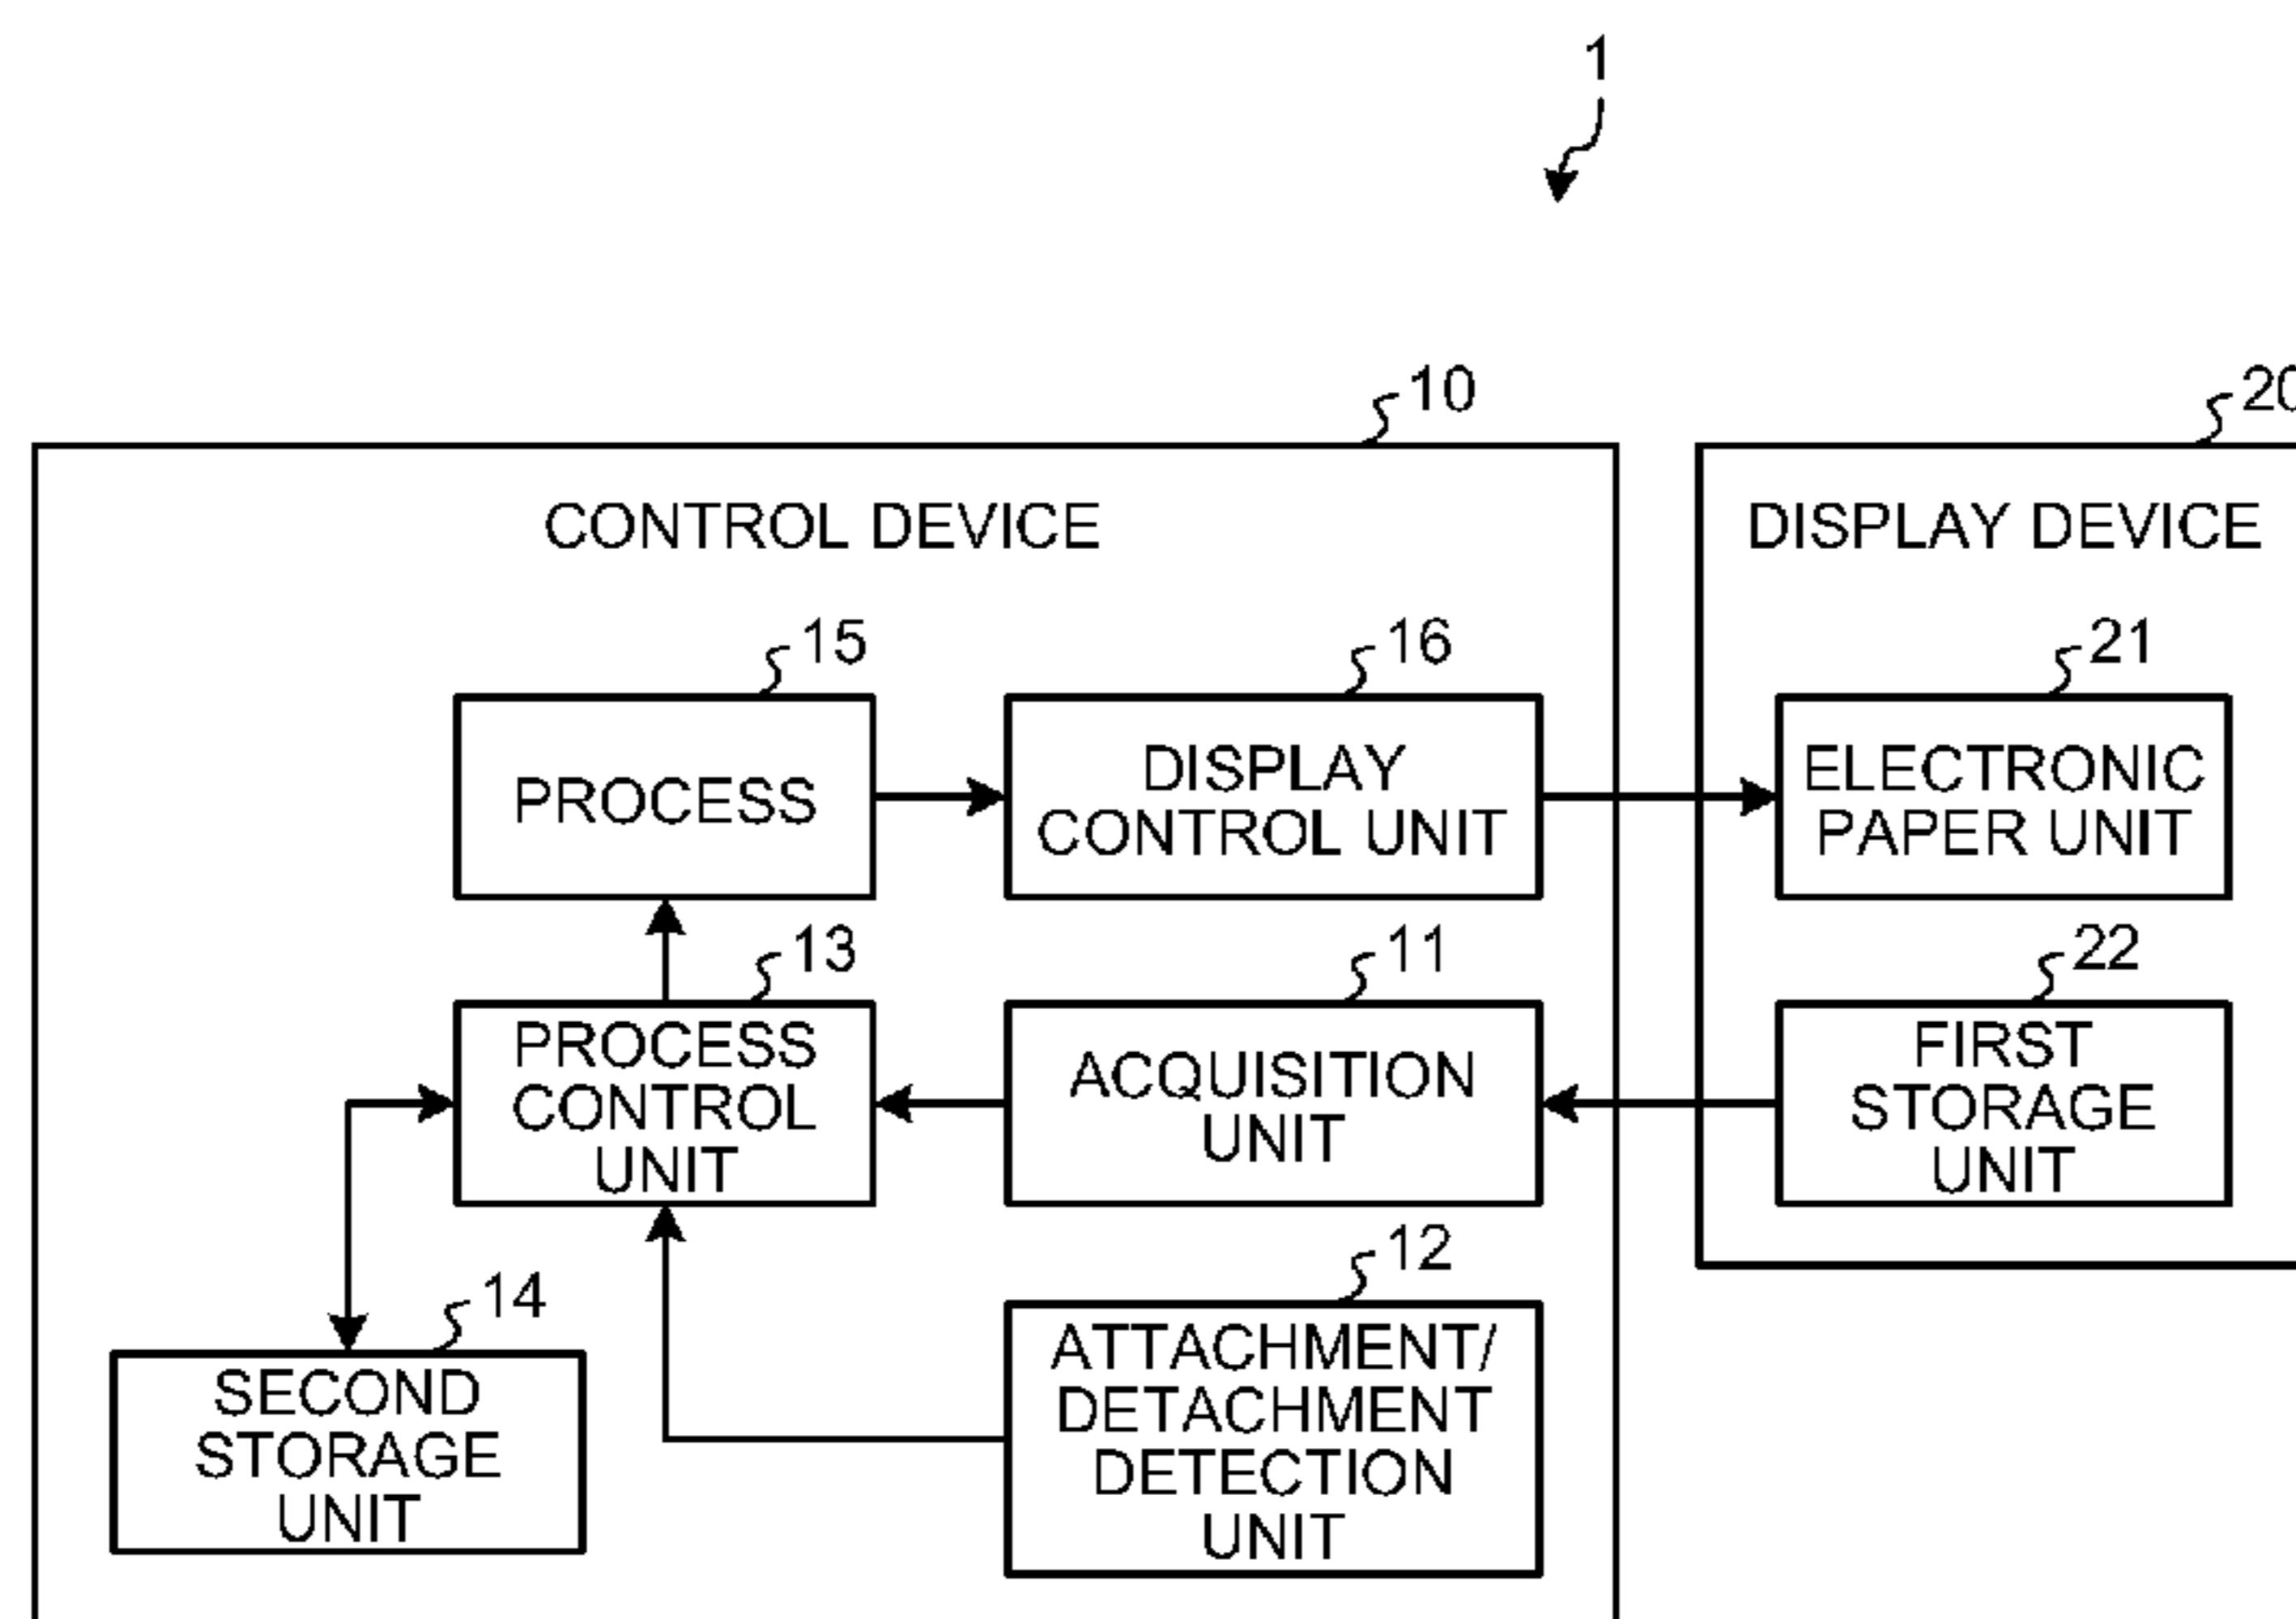 1
10
20
CONTROL DEVICE
DISPLAY DEVICE
15
16
21
PROCESS
DISPLAY
CONTROL UNIT
ELECTRONIC
PAPER UNIT
13
11
22
PROCESS
CONTROL
UNIT
ACQUISITION
UNIT
FIRST
STORAGE
UNIT
14
12
SECOND
STORAGE
UNIT
ATTACHMENT/
DETACHMENT
DETECTION
UNIT